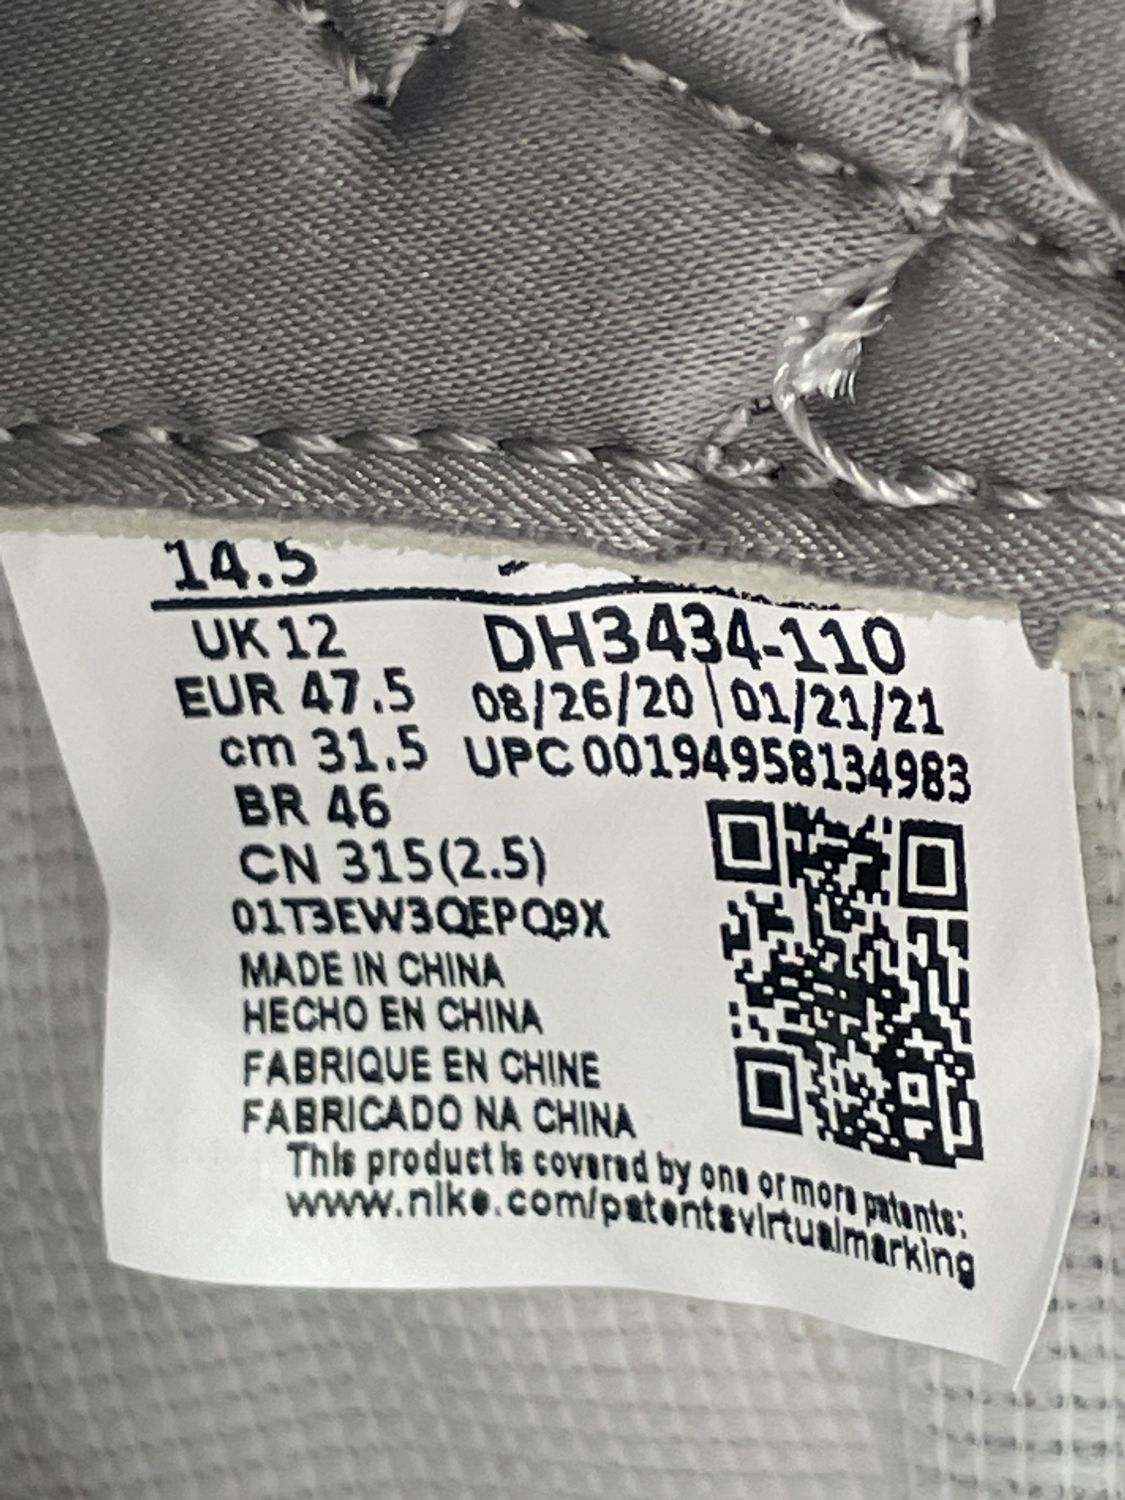 14.5
UK 12
DH3434-110
EUR 47.5
08/26/20 | 01/21/21
cm 31.5
UPC 00194958134983
BR 46
CN 315(2.5)
01T3EW3QEPQ9X
MADE IN CHINA
HECHO EN CHINA
FABRIQUE EN CHINE
FABRICADO NA CHINA
This product is covered by one or more patents:
www.nike.com/patentsvirtualmarking